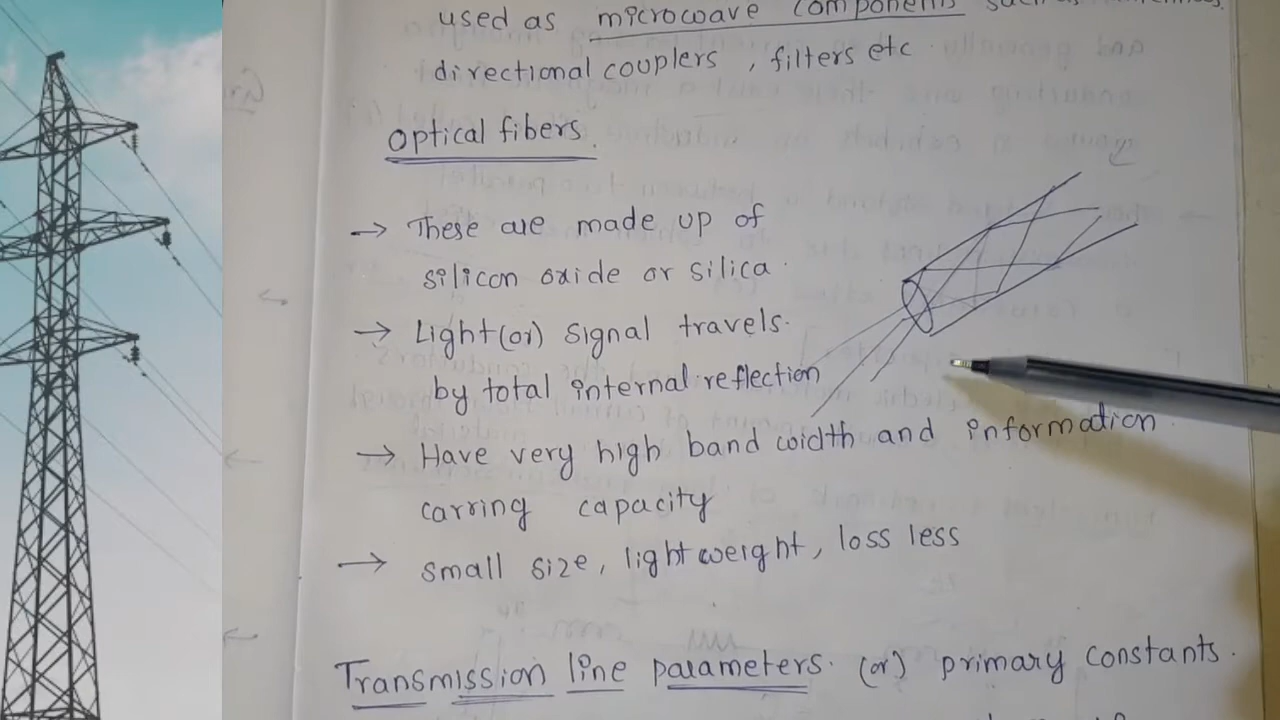 used as microwave components such as
directional couplers , filters etc
Optical fibers.
→ These are made up of
silicon oxide or silica.
→ Light (or) signal travels.
by total internal reflection
→ Have very high band width and information.
carring capacity
→ small size, light weight, loss less
Transmission line parameters. (or) primary constants.